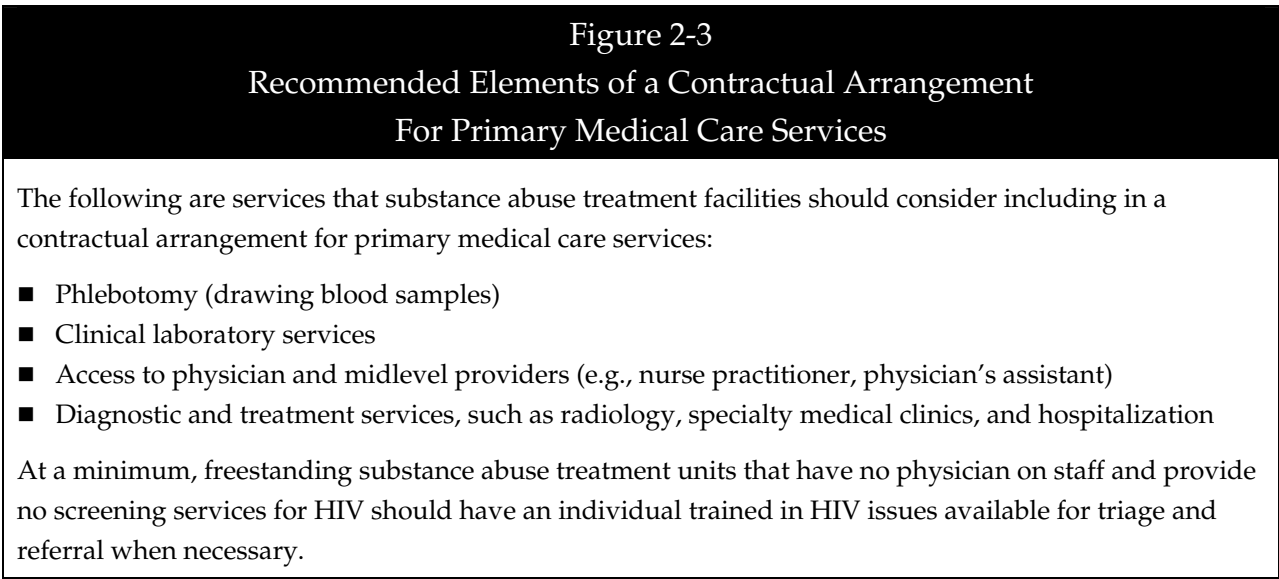 Figure 2-3
Recommended Elements of a Contractual Arrangement
For Primary Medical Care Services
The following are services that substance abuse treatment facilities should consider including in a
contractual arrangement for primary medical care services:
■ Phlebotomy (drawing blood samples)
■ Clinical laboratory services
■ Access to physician and midlevel providers (e.g., nurse practitioner, physician’s assistant)
■ Diagnostic and treatment services, such as radiology, specialty medical clinics, and hospitalization
At a minimum, freestanding substance abuse treatment units that have no physician on staff and provide
no screening services for HIV should have an individual trained in HIV issues available for triage and
referral when necessary.